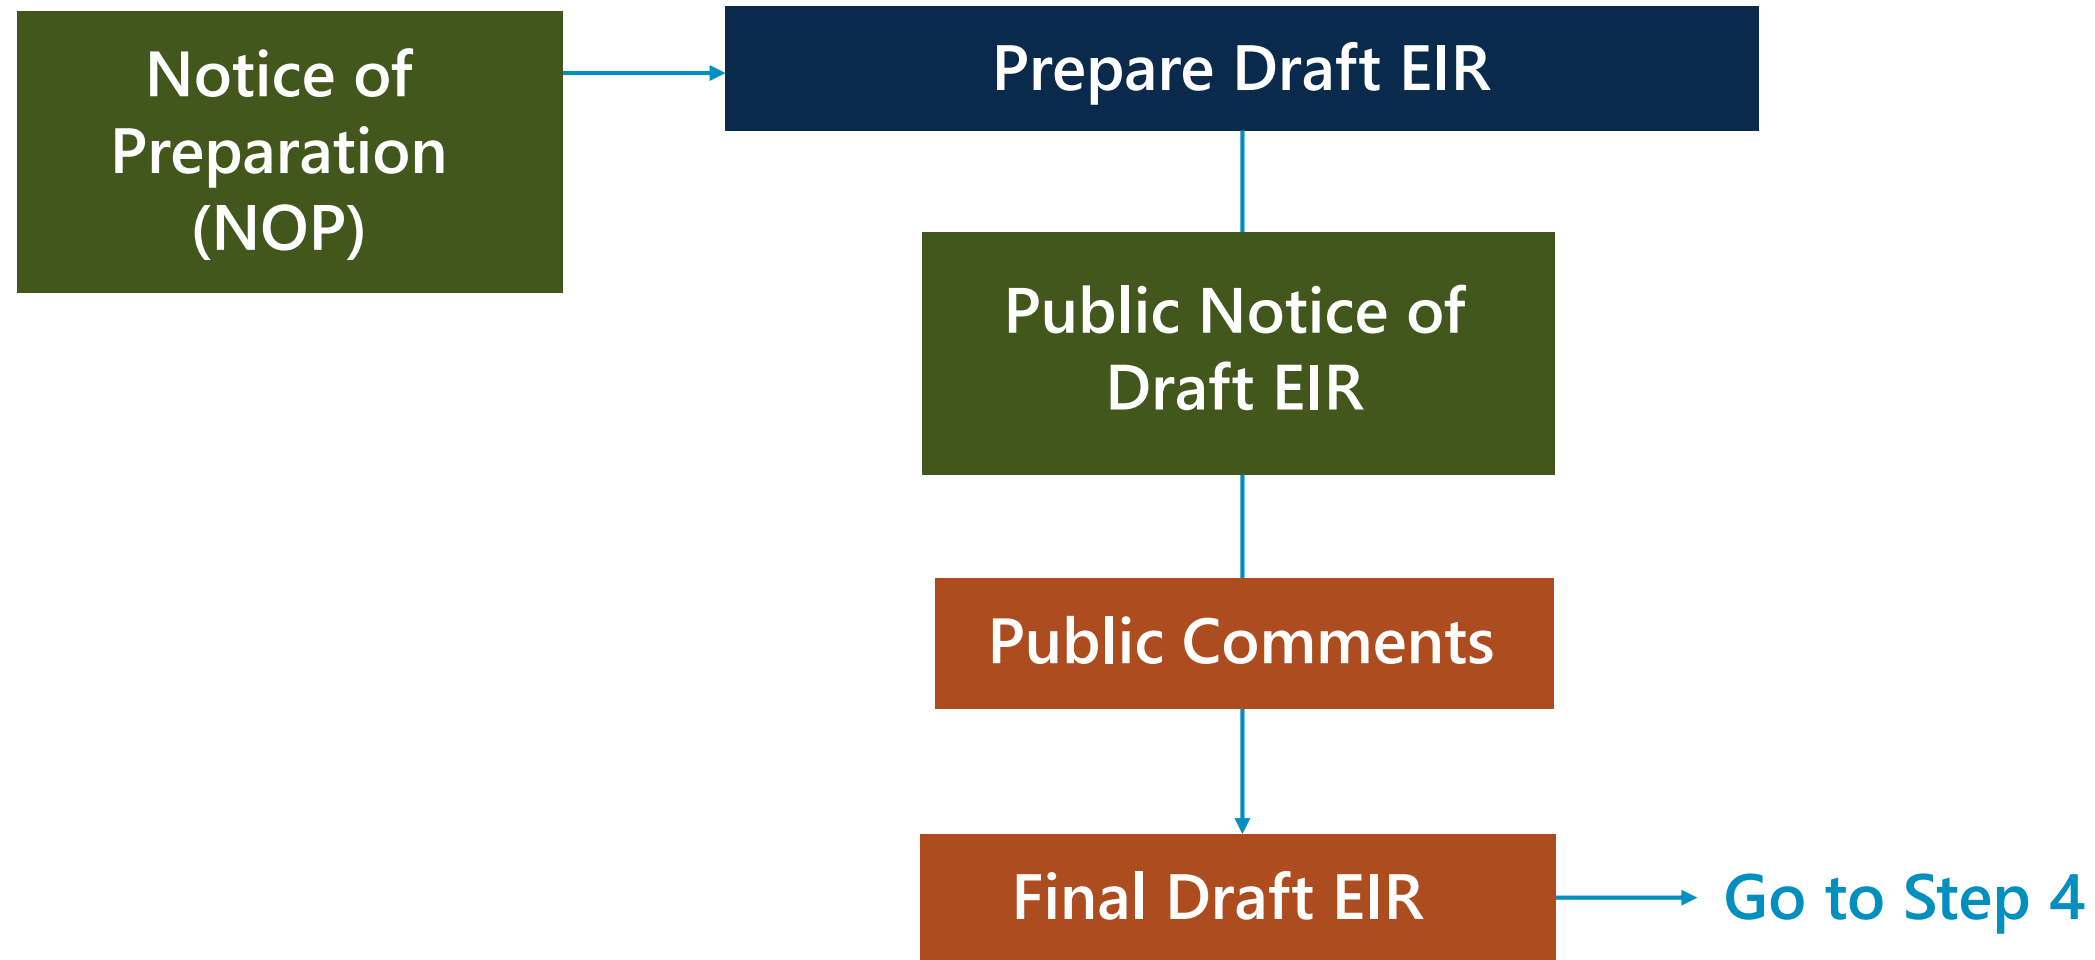 Notice of
Preparation
(NOP)
Prepare Draft EIR
Public Notice of
Draft EIR
Public Comments
Final Draft EIR
Go to Step 4